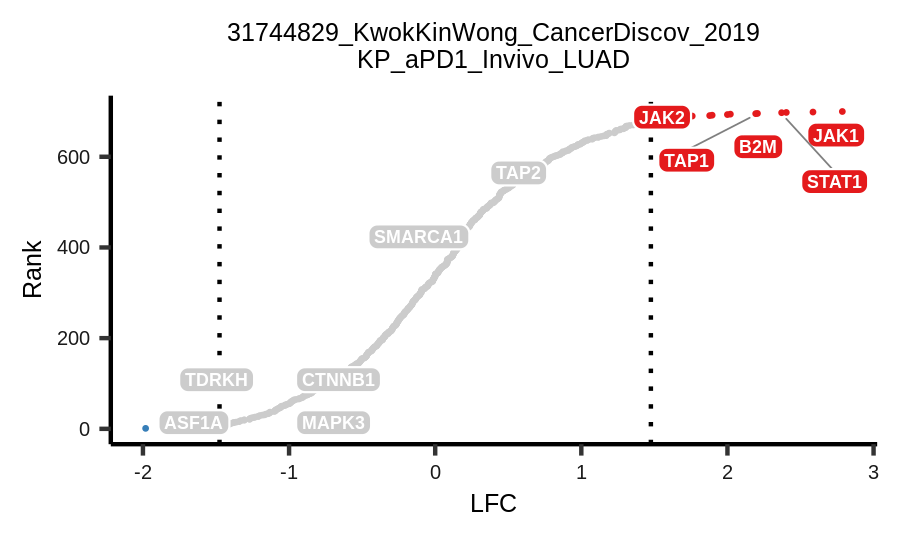 31744829_KwokKinWong_CancerDiscov_2019
KP_aPD1_Invivo_LUAD
JAK2
JAK1
B2M
TAP1
TAP2
STAT1
SMARCA1
TDRKH
CTNNB1
ASF1A
MAPK3
Rank
600
400
200
0
-2
-1
0
1
2
3
LFC